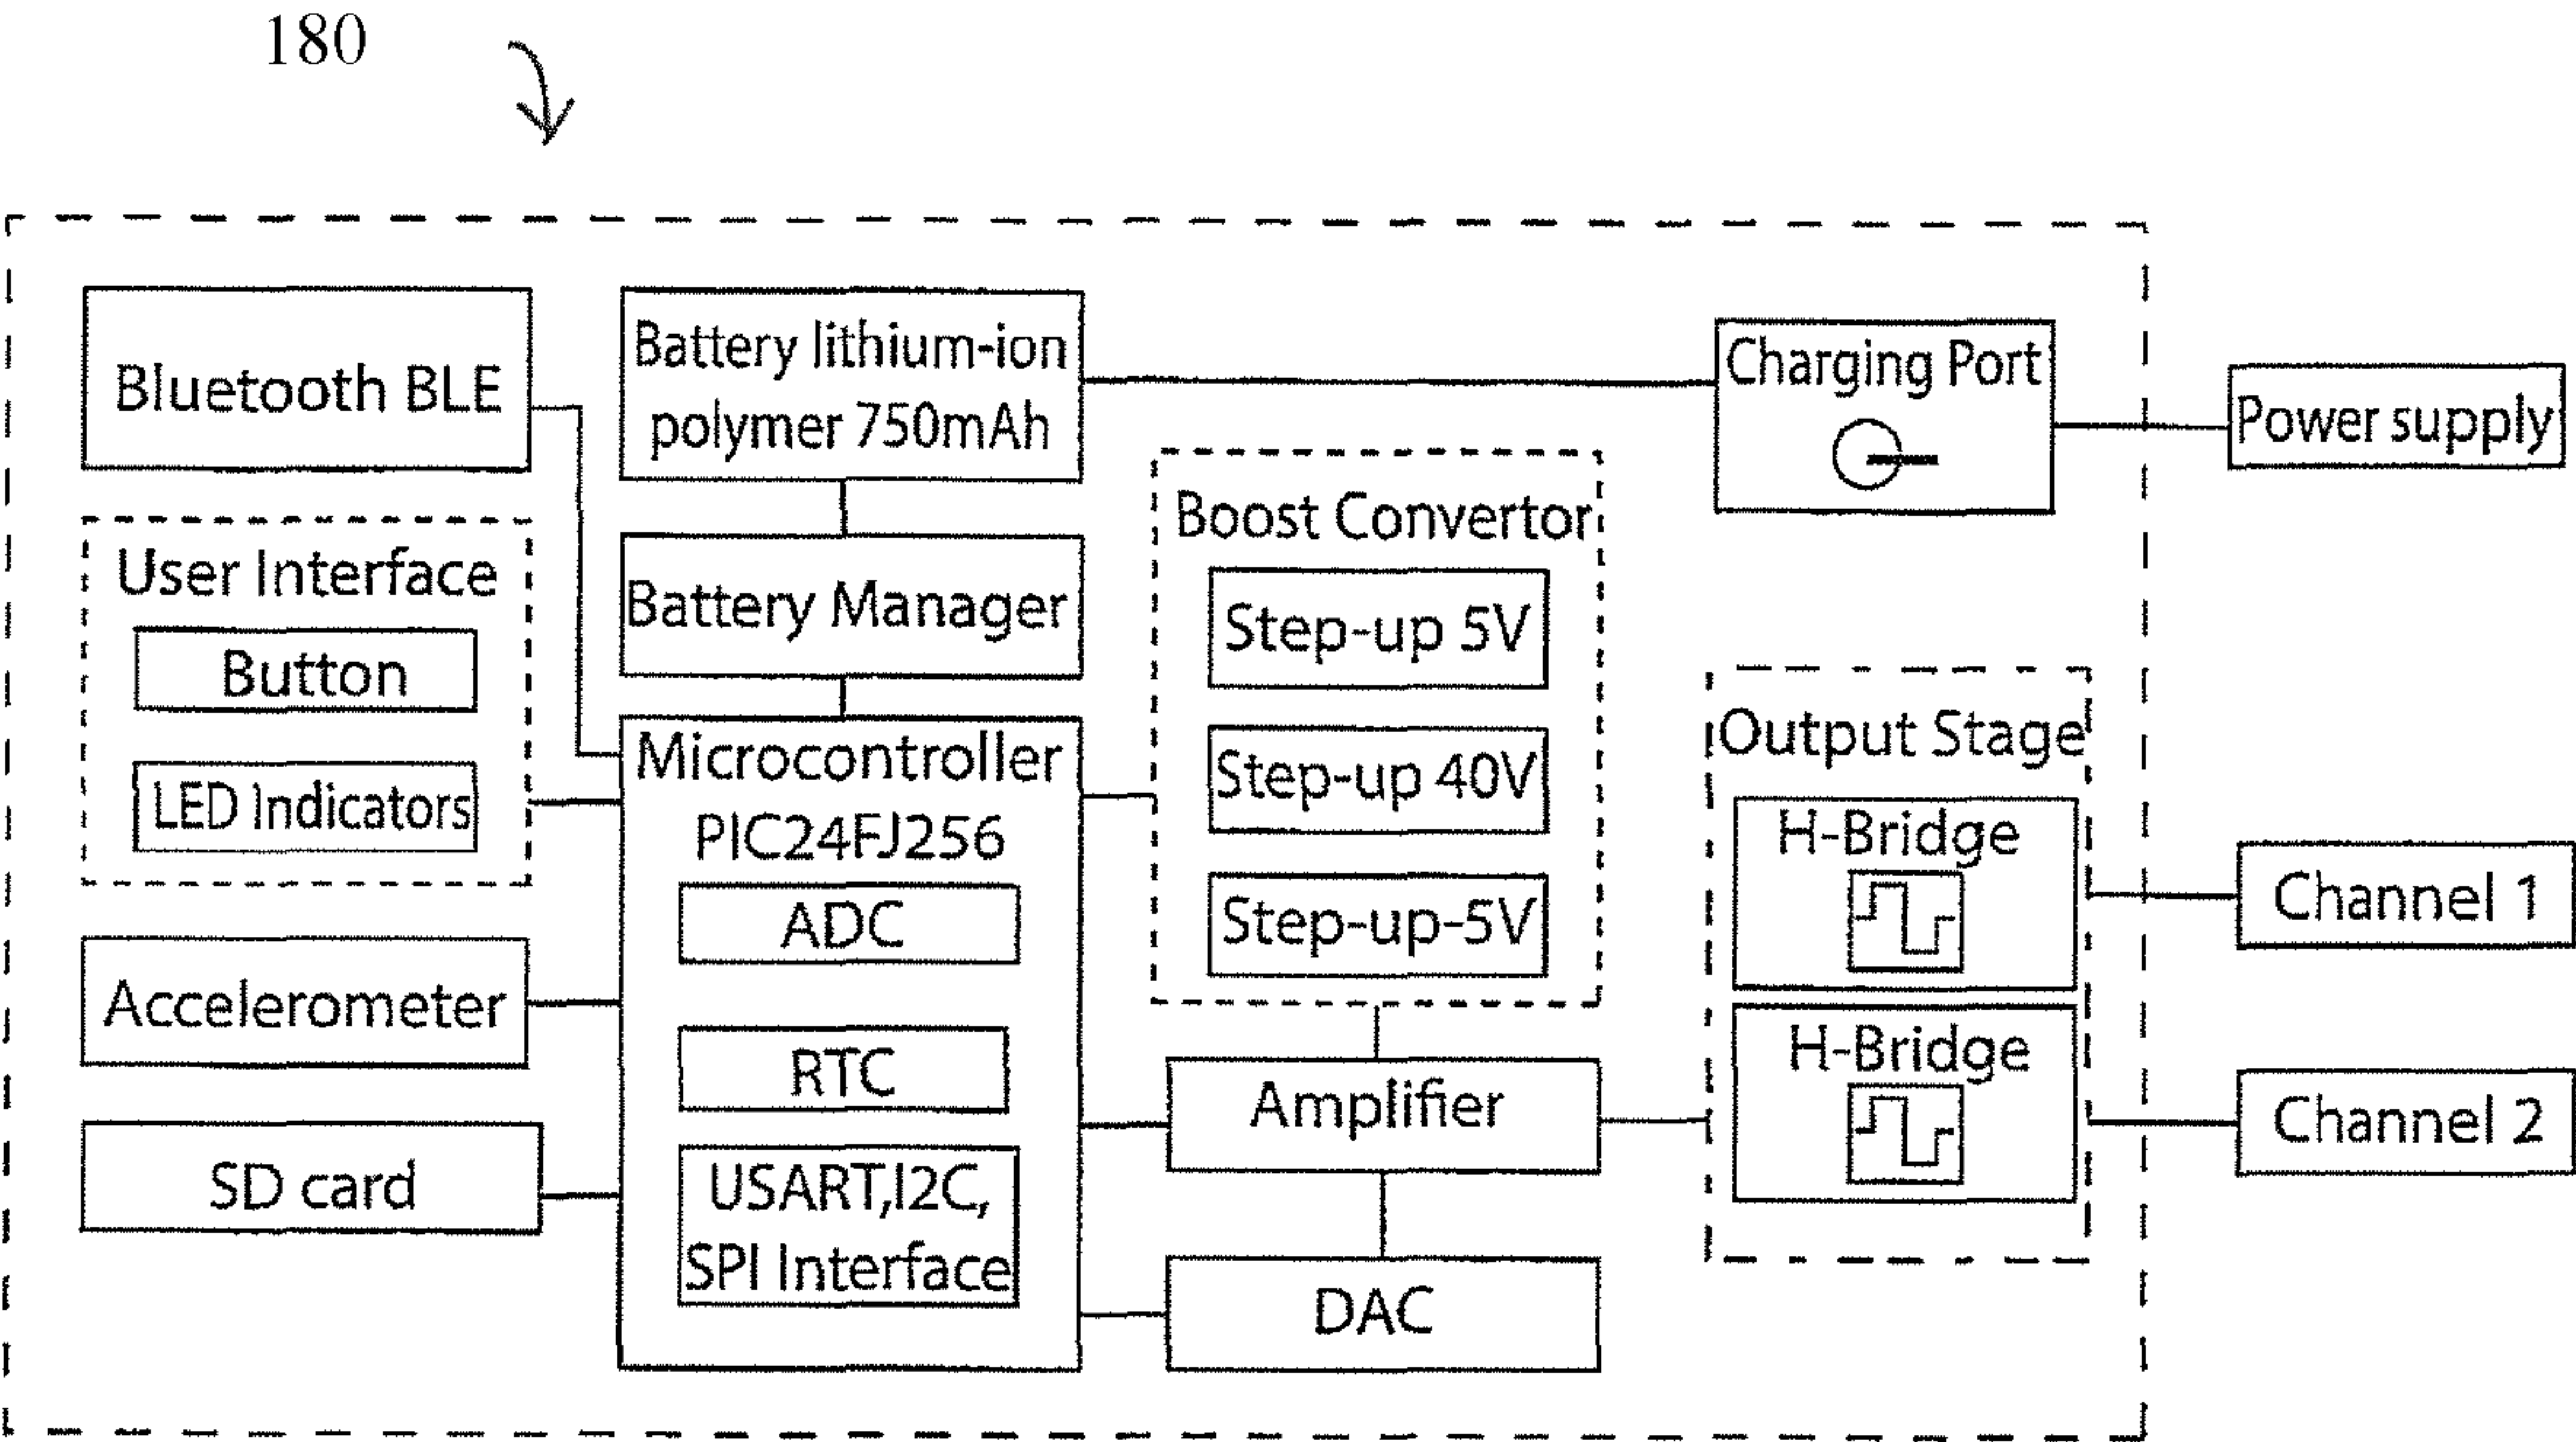 180
Bluetooth BLE
User Interface
Button
LED Indicators
Accelerometer
SD card
Battery lithium-ion
polymer 750mAh
Battery Manager
Microcontroller
PIC24FJ256
ADC
RTC
USART,I2C,
SPI Interface
Boost Convertor
Step-up 5V
Step-up 40V
Step-up-5V
Amplifier
DAC
Charging Port
Output Stage
H-Bridge
H-Bridge
Power supply
Channel 1
Channel 2